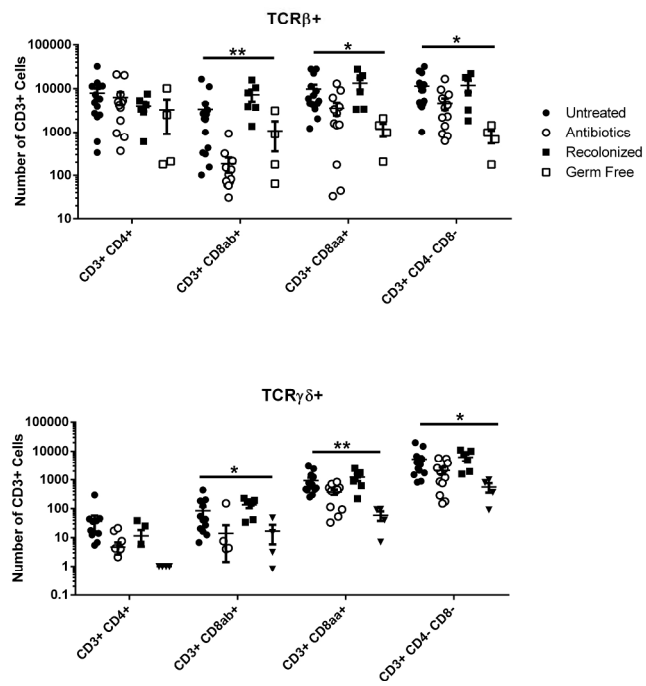 TCRβ+
100000
10000
1000
100
10
Number of CD3+ Cells
**
*
*
CD3+ CD4+
CD3+ CD8ab+
CD3+ CD8aa+
CD3+ CD4- CD8-
Untreated
Antibiotics
Recolonized
Germ Free
TCRγδ+
100000
10000
1000
100
10
1
0.1
Number of CD3+ Cells
*
**
*
CD3+ CD4+
CD3+ CD8ab+
CD3+ CD8aa+
CD3+ CD4- CD8-